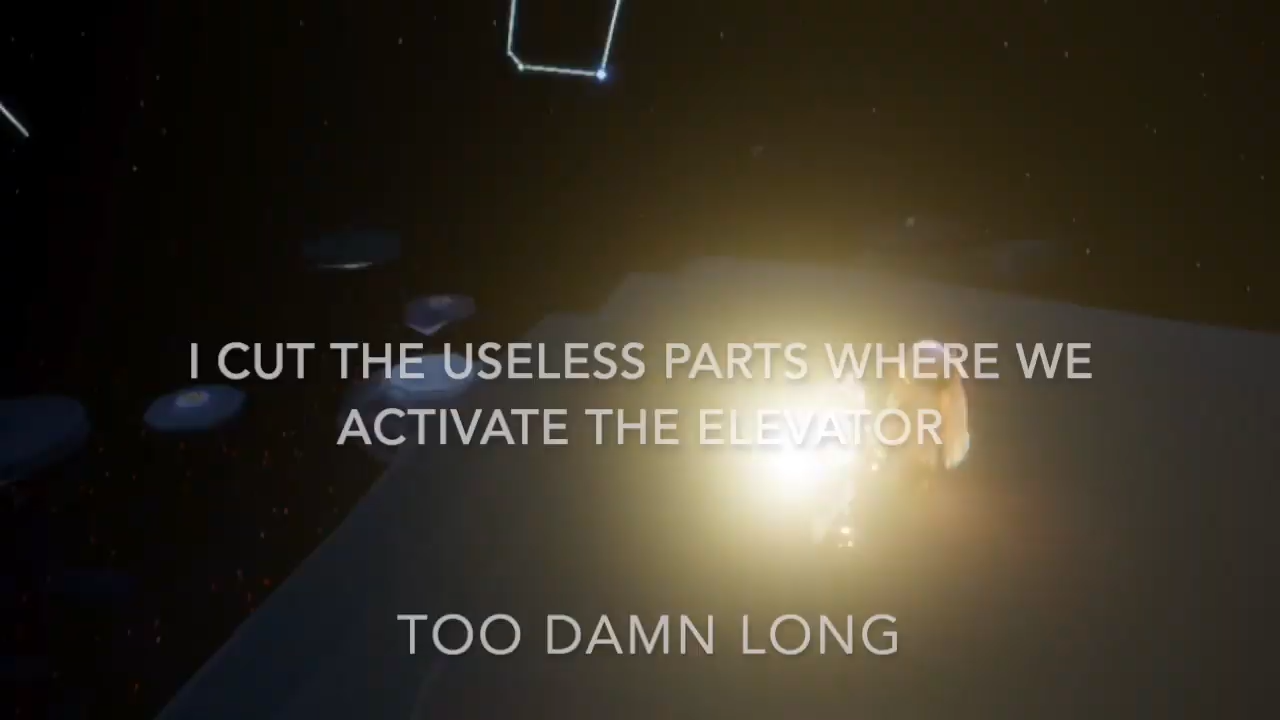 I CUT THE USELESS PARTS WHERE WE
ACTIVATE THE ELEVATOR
TOO DAMN LONG